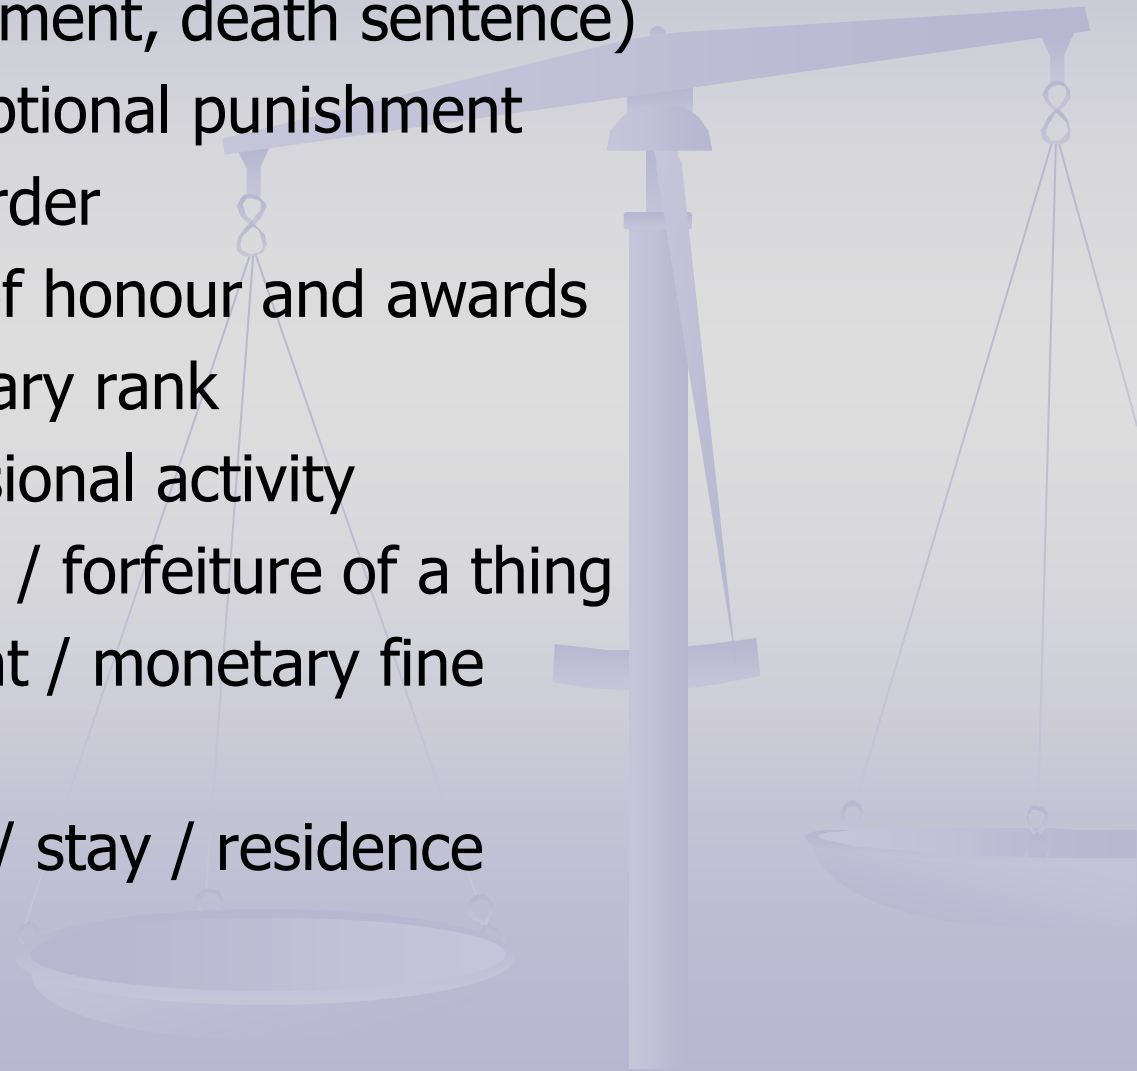 ment, death sentence)
ptional punishment
rder
f honour and awards
ary rank
sional activity
/ forfeiture of a thing
nt / monetary fine
/ stay / residence